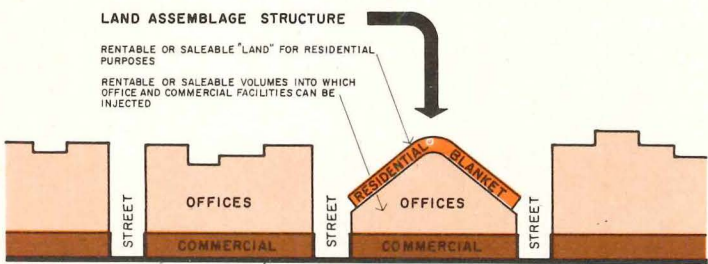 LAND ASSEMBLAGE STRUCTURE
RENTABLE OR SALEABLE "LAND" FOR RESIDENTIAL
PURPOSES
RENTABLE OR SALEABLE VOLUMES INTO WHICH
OFFICE AND COMMERCIAL FACILITIES CAN BE
INJECTED
RESIDENTIAL BLANKET
STREET
OFFICES
STREET
OFFICES
STREET
COMMERCIAL
COMMERCIAL